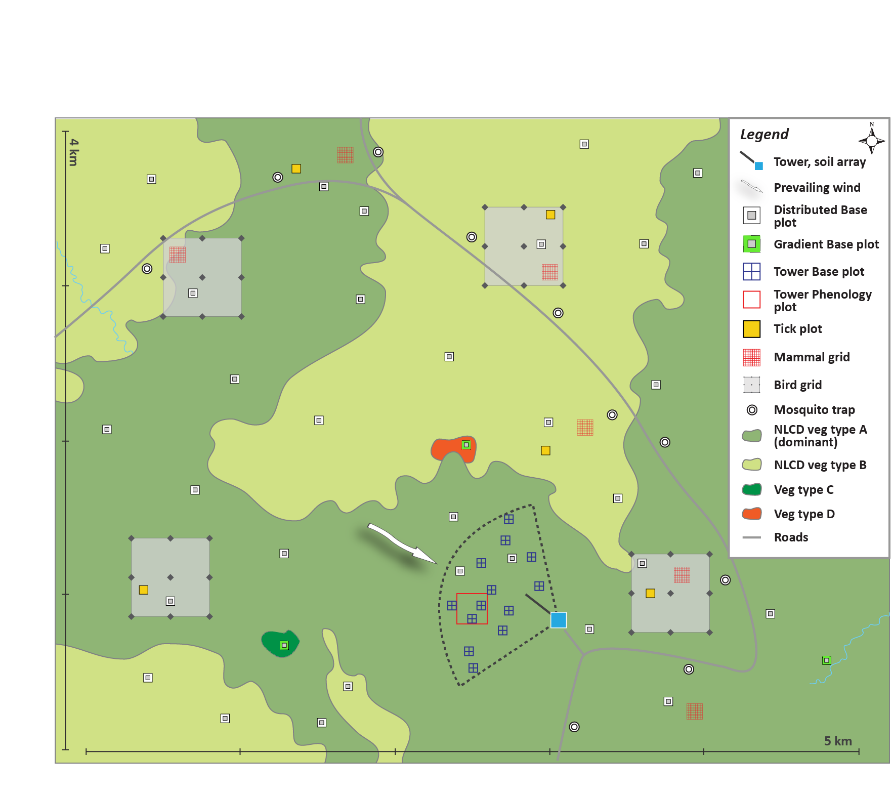 4 km
Legend
N
Tower, soil array
Prevailing wind
Distributed Base
plot
Gradient Base plot
Tower Base plot
Tower Phenology
plot
Tick plot
Mammal grid
Bird grid
Mosquito trap
NLCD veg type A
(dominant)
NLCD veg type B
Veg type C
Veg type D
Roads
5 km